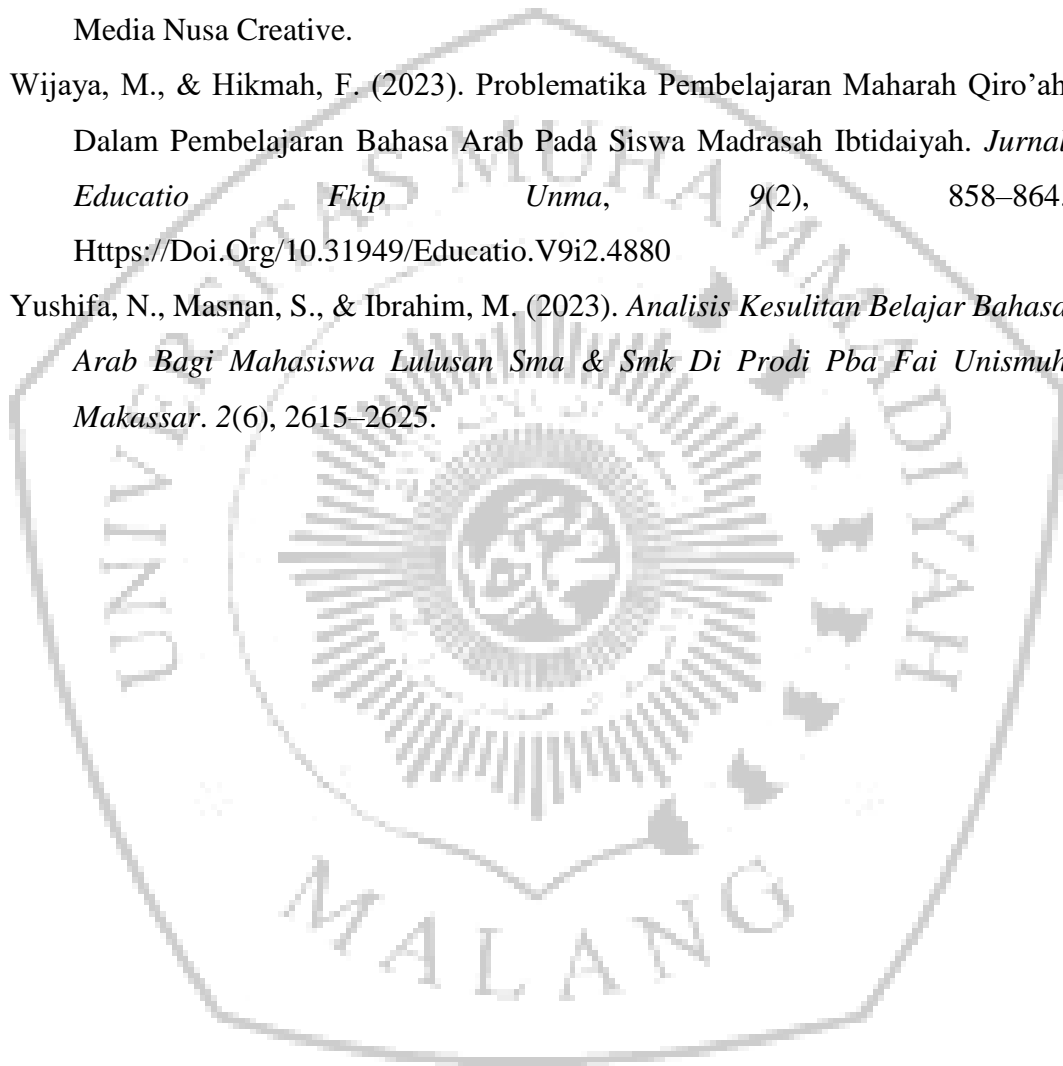 Media Nusa Creative.
Wijaya, M., & Hikmah, F. (2023). Problematika Pembelajaran Maharah Qiro’ah
Dalam Pembelajaran Bahasa Arab Pada Siswa Madrasah Ibtidaiyah. Jurnal
Educatio Fkip Unma, 9(2), 858–864.
Https://Doi.Org/10.31949/Educatio.V9i2.4880
Yushifa, N., Masnan, S., & Ibrahim, M. (2023). Analisis Kesulitan Belajar Bahasa
Arab Bagi Mahasiswa Lulusan Sma & Smk Di Prodi Pba Fai Unismuh
Makassar. 2(6), 2615–2625.
UNIVERSITAS MUHAMMADIYAH
MALANG